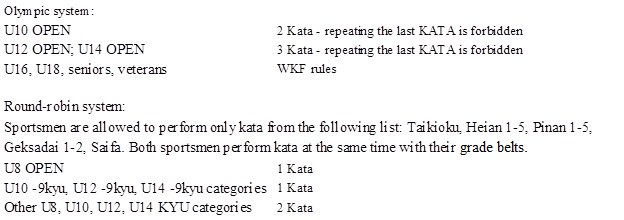 Olympic system:
U10 OPEN 2 Kata - repeating the last KATA is forbidden
U12 OPEN; U14 OPEN 3 Kata - repeating the last KATA is forbidden
U16, U18, seniors, veterans WKF rules
Round-robin system:
Sportsmen are allowed to perform only kata from the following list: Taikioku, Heian 1-5, Pinan 1-5,
Geksadai 1-2, Saifa. Both sportsmen perform kata at the same time with their grade belts.
U8 OPEN 1 Kata
U10 -9kyu, U12 -9kyu, U14 -9kyu categories 1 Kata
Other U8, U10, U12, U14 KYU categories 2 Kata